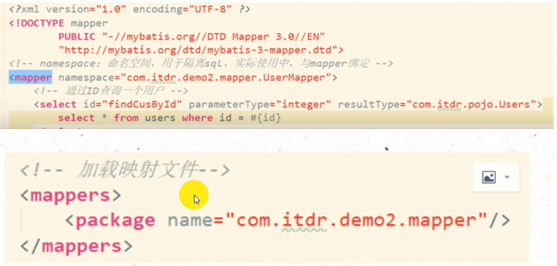 <?xml version="1.0" encoding="UTF-8" ?>
<!DOCTYPE mapper
PUBLIC "-//mybatis.org//DTD Mapper 3.0//EN"
"http://mybatis.org/dtd/mybatis-3-mapper.dtd">
<!-- namespace：命名空间，用于隔离sql，实际使用中，与mapper绑定 -->
<mapper namespace="com.itdr.demo2.mapper.UserMapper">
<!-- 通过ID查询一个用户 -->
<select id="findCusById" parameterType="integer" resultType="com.itdr.pojo.Users">
select * from users where id = #{id}
<!-- 加载映射文件-->
<mappers>
<package name="com.itdr.demo2.mapper"/>
</mappers>